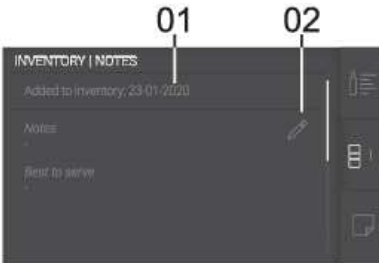 01 02
INVENTORY | NOTES
Added to inventory: 23-01-2020
Notes
-
Best to serve
-